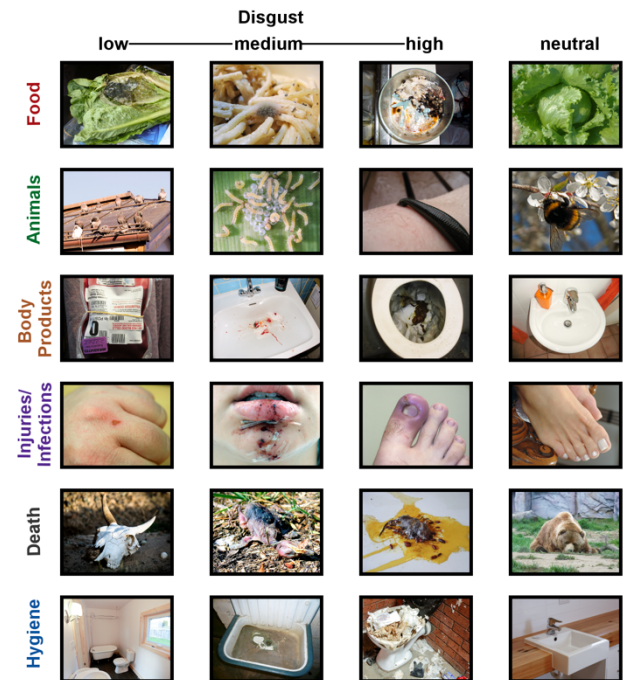 Disgust
low medium high neutral
Food
Animals
Body
Products
Injuries/
Infections
Death
Hygiene